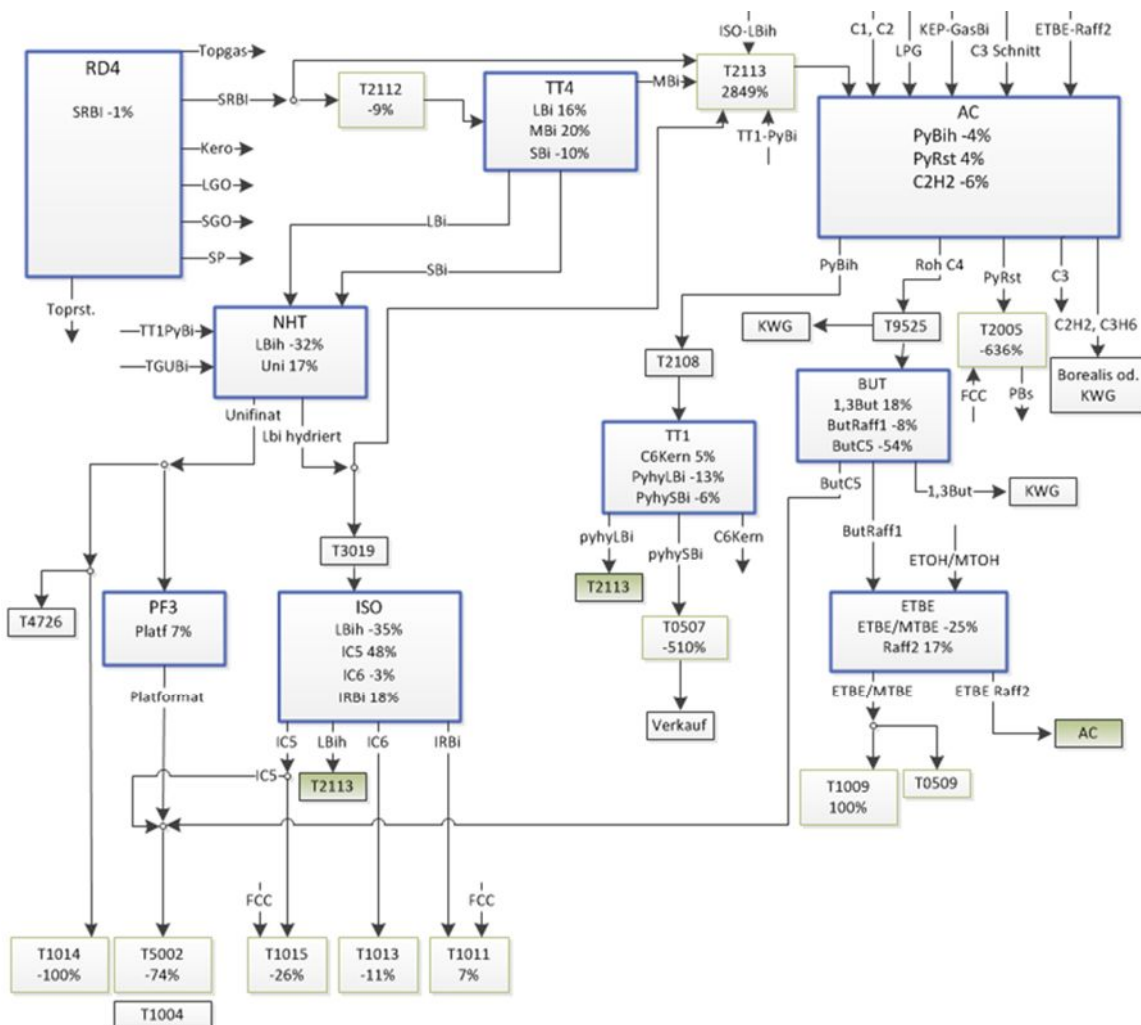 ISO-LBih
C1, C2
KEP-GasBi
ETBE-Raff2
LPG
C3 Schnitt
Topgas
RD4
SRBI -1%
SRBI
T2112
-9%
TT4
LBi 16%
MBi 20%
SBi -10%
MBi
T2113
2849%
TT1-PyBi
AC
PyBih -4%
PyRst 4%
C2H2 -6%
Kero
LGO
SGO
SP
Toprst.
LBi
SBi
PyBih
Roh C4
PyRst
C3
C2H2, C3H6
TT1PyBi
TGUBi
NHT
LBih -32%
Uni 17%
Unifinat
Lbi hydriert
KWG
T9525
T2005
-636%
T2108
FCC
PBs
Borealis od.
KWG
BUT
1,3But 18%
ButRaff1 -8%
ButC5 -54%
TT1
C6Kern 5%
PyhyLBi -13%
PyhySBi -6%
ButC5
1,3But
KWG
pyhyLBi
pyhySBi
C6Kern
ButRaff1
ETOH/MTOH
T3019
T2113
T4726
PF3
Platf 7%
ISO
LBih -35%
IC5 48%
IC6 -3%
IRBi 18%
T0507
-510%
ETBE
ETBE/MTBE -25%
Raff2 17%
Platformat
ETBE/MTBE
ETBE Raff2
Verkauf
AC
IC5
LBih
IC6
IRBi
IC5
T2113
T1009
100%
T0509
FCC
FCC
T1014
-100%
T5002
-74%
T1015
-26%
T1013
-11%
T1011
7%
T1004